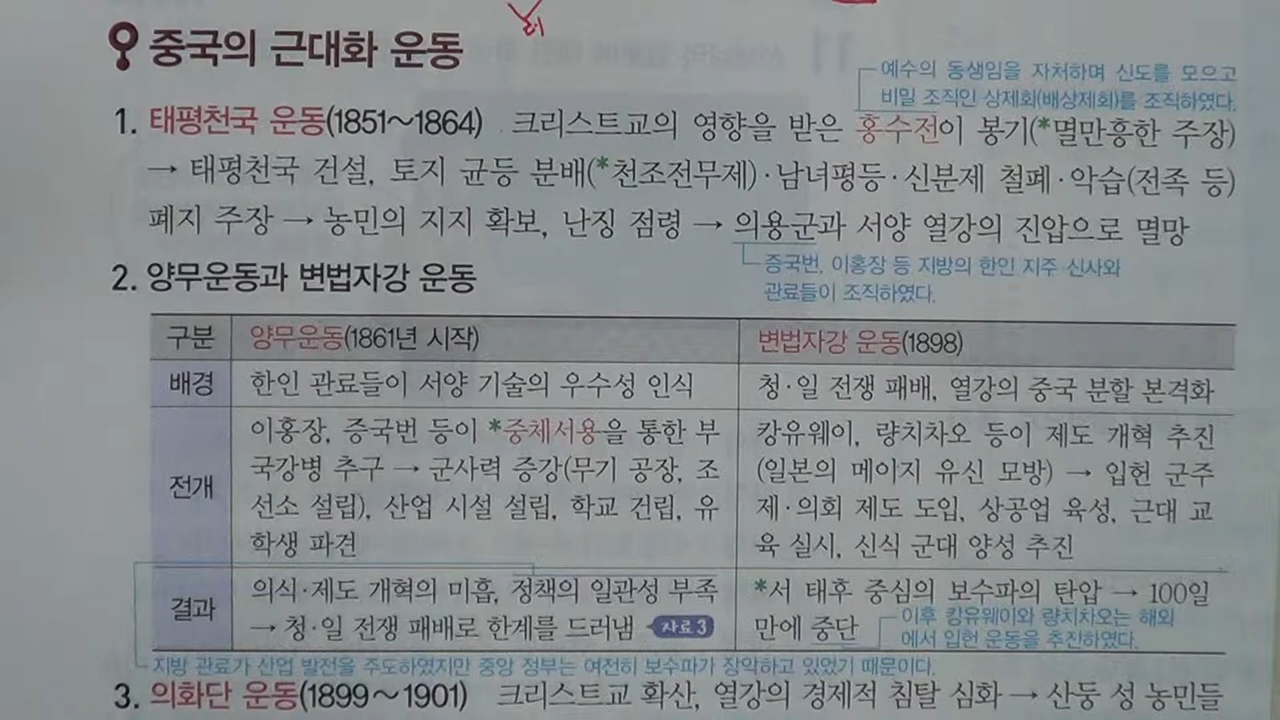 중국의 근대화 운동
예수의 동생임을 자처하며 신도를 모으고
비밀 조직인 상제회(배상제회)를 조직하였다.
1. 태평천국 운동(1851~1864) 크리스트교의 영향을 받은 홍수전이 봉기(*멸만흥한 주장)
→ 태평천국 건설, 토지 균등 분배(*천조전무제)·남녀평등·신분제 철폐·악습(전족 등)
폐지 주장 → 농민의 지지 확보, 난징 점령 → 의용군과 서양 열강의 진압으로 멸망
증국번, 이홍장 등 지방의 한인 지주·신사와
관료들이 조직하였다.
2. 양무운동과 변법자강 운동
구분 양무운동(1861년 시작) 변법자강 운동(1898)
배경 한인 관료들이 서양 기술의 우수성 인식 청·일 전쟁 패배, 열강의 중국 분할 본격화
전개
이홍장, 증국번 등이 *중체서용을 통한 부
국강병 추구 → 군사력 증강(무기 공장, 조
선소 설립), 산업 시설 설립, 학교 건립, 유
학생 파견
캉유웨이, 량치차오 등이 제도 개혁 추진
(일본의 메이지 유신 모방) → 입헌 군주
제·의회 제도 도입, 상공업 육성, 근대 교
육 실시, 신식 군대 양성 추진
결과
의식·제도 개혁의 미흡, 정책의 일관성 부족
→ 청·일 전쟁 패배로 한계를 드러냄 자료 3
*서 태후 중심의 보수파의 탄압 → 100일
만에 중단
이후 캉유웨이와 량치차오는 해외
에서 입헌 운동을 추진하였다.
지방 관료가 산업 발전을 주도하였지만 중앙 정부는 여전히 보수파가 장악하고 있었기 때문이다.
3. 의화단 운동(1899~1901) 크리스트교 확산, 열강의 경제적 침탈 심화 → 산둥 성 농민들